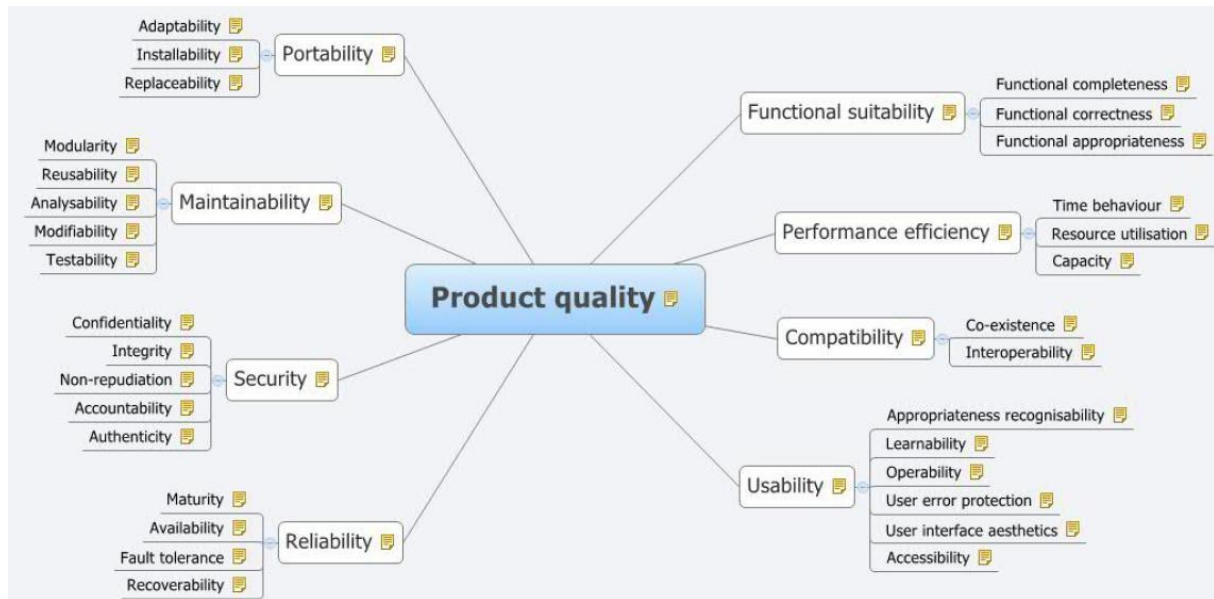 Product quality
Portability
Adaptability
Installability
Replaceability
Maintainability
Modularity
Reusability
Analysability
Modifiability
Testability
Security
Confidentiality
Integrity
Non-repudiation
Accountability
Authenticity
Reliability
Maturity
Availability
Fault tolerance
Recoverability
Functional suitability
Functional completeness
Functional correctness
Functional appropriateness
Performance efficiency
Time behaviour
Resource utilisation
Capacity
Compatibility
Co-existence
Interoperability
Usability
Appropriateness recognisability
Learnability
Operability
User error protection
User interface aesthetics
Accessibility